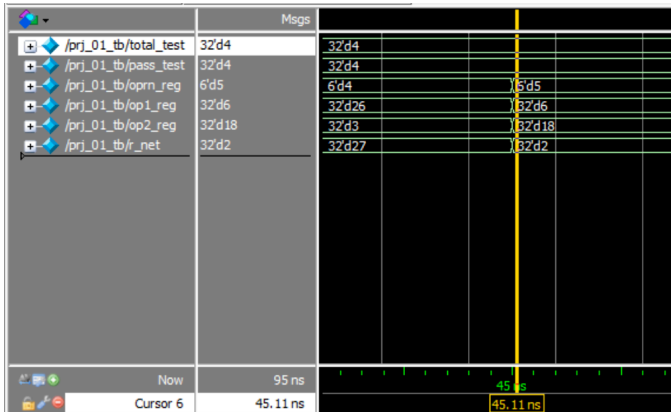 Msgs
/prj_01_tb/total_test 32'd4 32'd4
/prj_01_tb/pass_test 32'd4 32'd4
/prj_01_tb/oprn_reg 6'd5 6'd4 6'd5
/prj_01_tb/op1_reg 32'd6 32'd26 32'd6
/prj_01_tb/op2_reg 32'd18 32'd3 32'd18
/prj_01_tb/r_net 32'd2 32'd27 32'd2
Now 95 ns 45 ns
Cursor 6 45.11 ns 45.11 ns